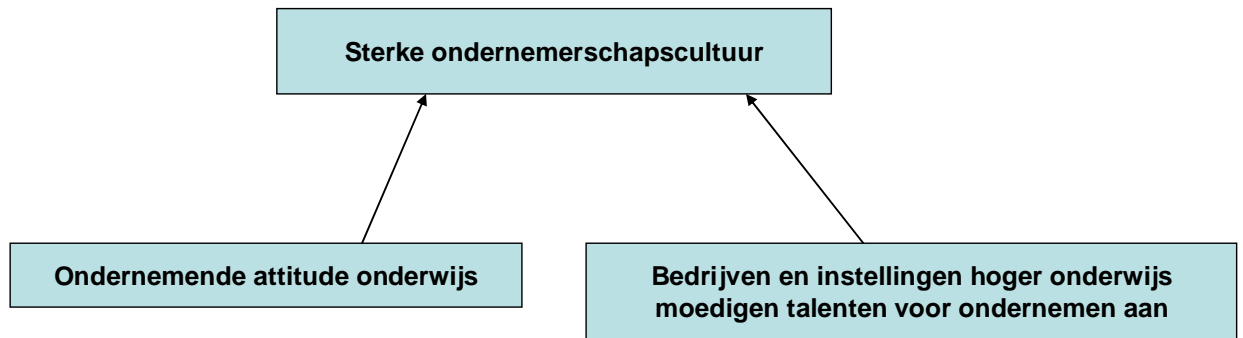 Sterke ondernemerschapscultuur
Ondernemende attitude onderwijs
Bedrijven en instellingen hoger onderwijs
moedigen talenten voor ondernemen aan